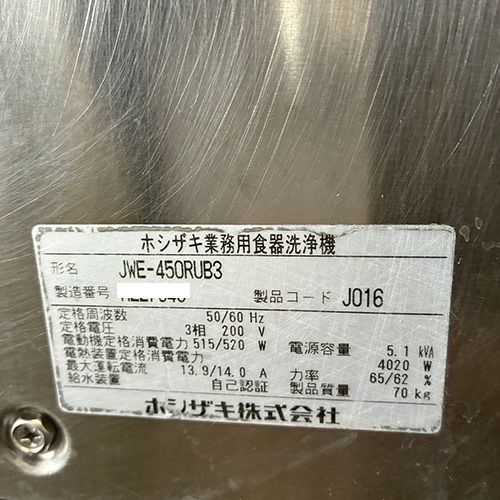 ホシザキ業務用食器洗浄機
形名 JWE-450RUB3
製造番号
製品コード J016
定格周波数 50/60 Hz
定格電圧 3相 200 V
電動機定格消費電力 515/520 W 電源容量 5.1 kVA
電熱装置定格消費電力 4020 W
最大運転電流 13.9/14.0 A 力率 65/62 %
給水装置 自己認証 製品質量 70 kg
ホシザキ株式会社